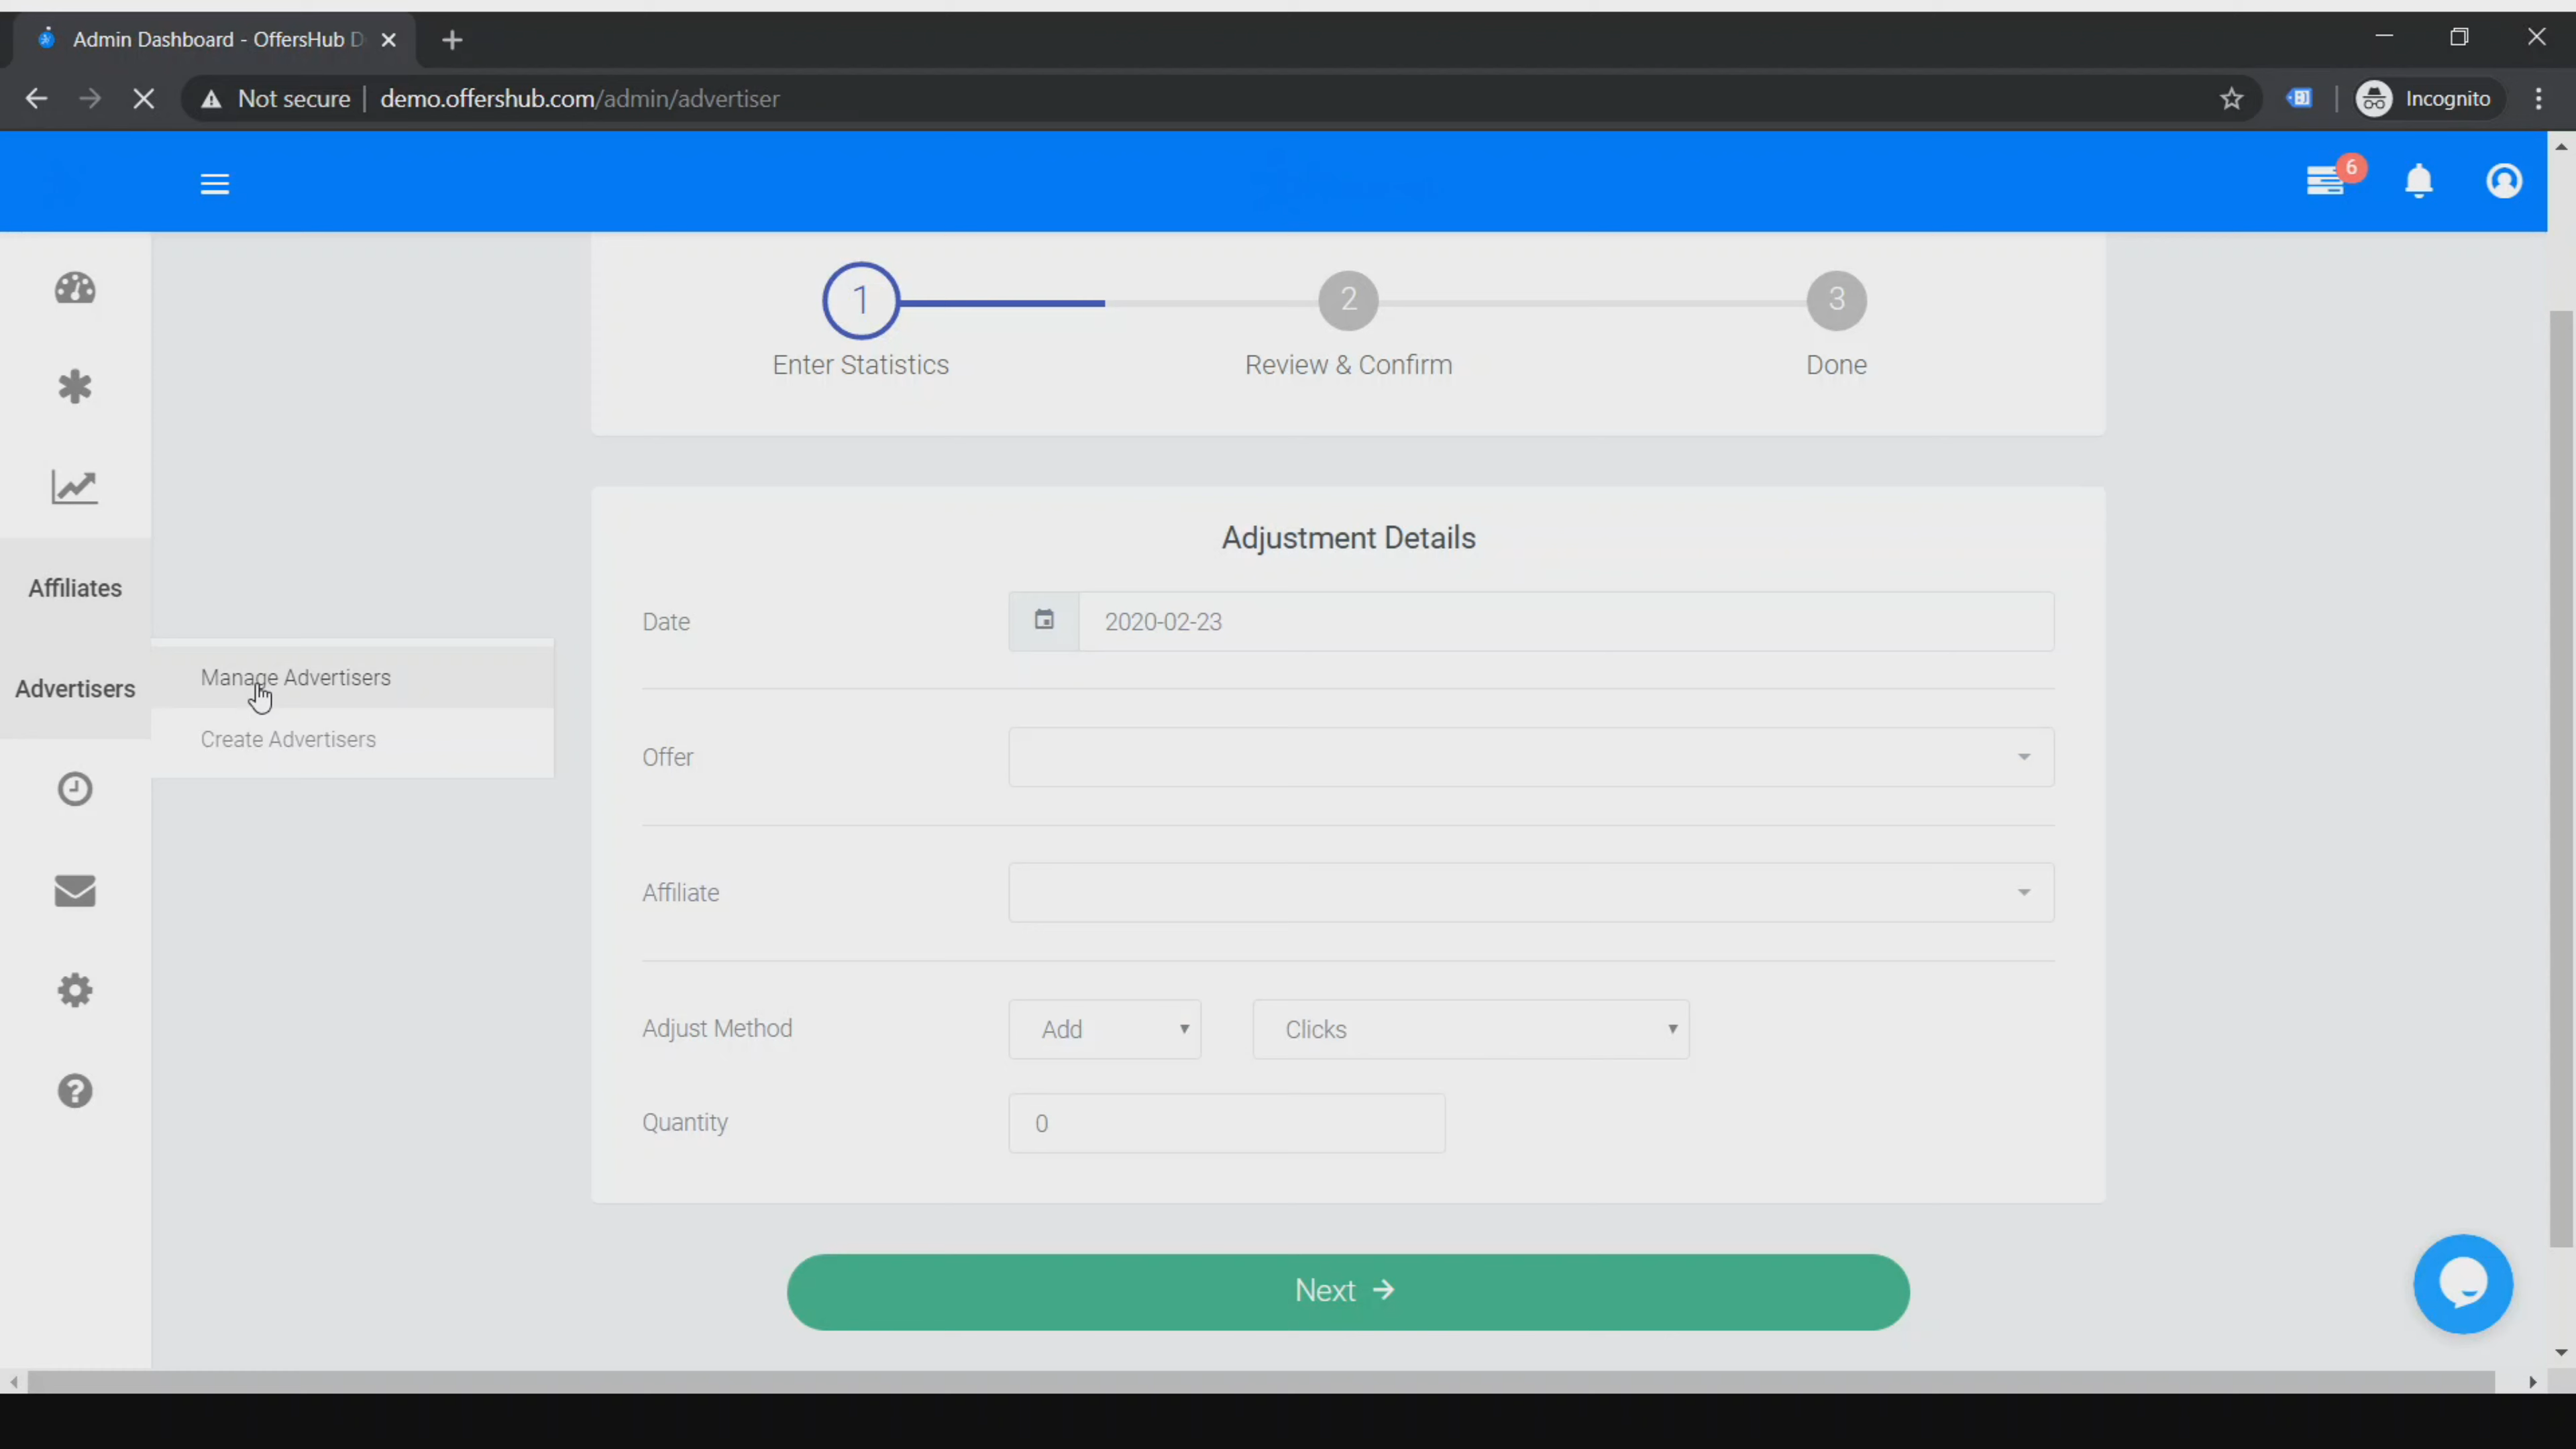 Admin Dashboard - OffersHub D
Not secure
demo.offershub.com/admin/advertiser
Incognito
6
1
2
3
Enter Statistics
Review & Confirm
Done
Affiliates
Advertisers
Manage Advertisers
Create Advertisers
Adjustment Details
Date
2020-02-23
Offer
Affiliate
Adjust Method
Add
Clicks
Quantity
0
Next